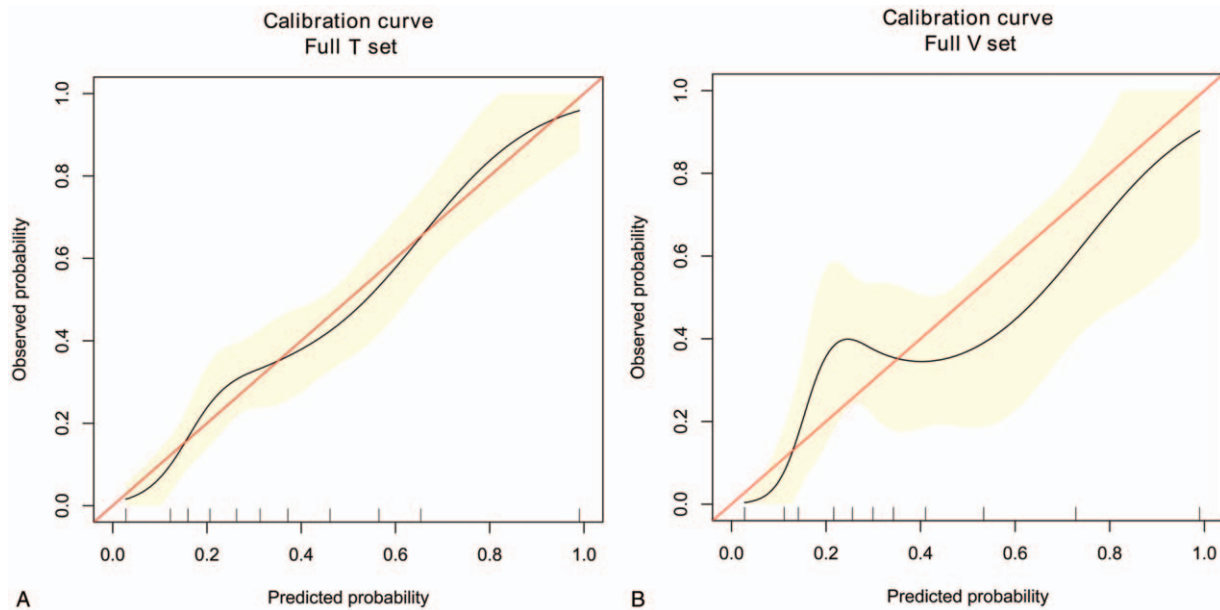 Calibration curve
Full T set
1.0
0.8
0.6
0.4
0.2
0.0
Observed probability
0.0 0.2 0.4 0.6 0.8 1.0
Predicted probability
A
Calibration curve
Full V set
1.0
0.8
0.6
0.4
0.2
0.0
Observed probability
0.0 0.2 0.4 0.6 0.8 1.0
Predicted probability
B